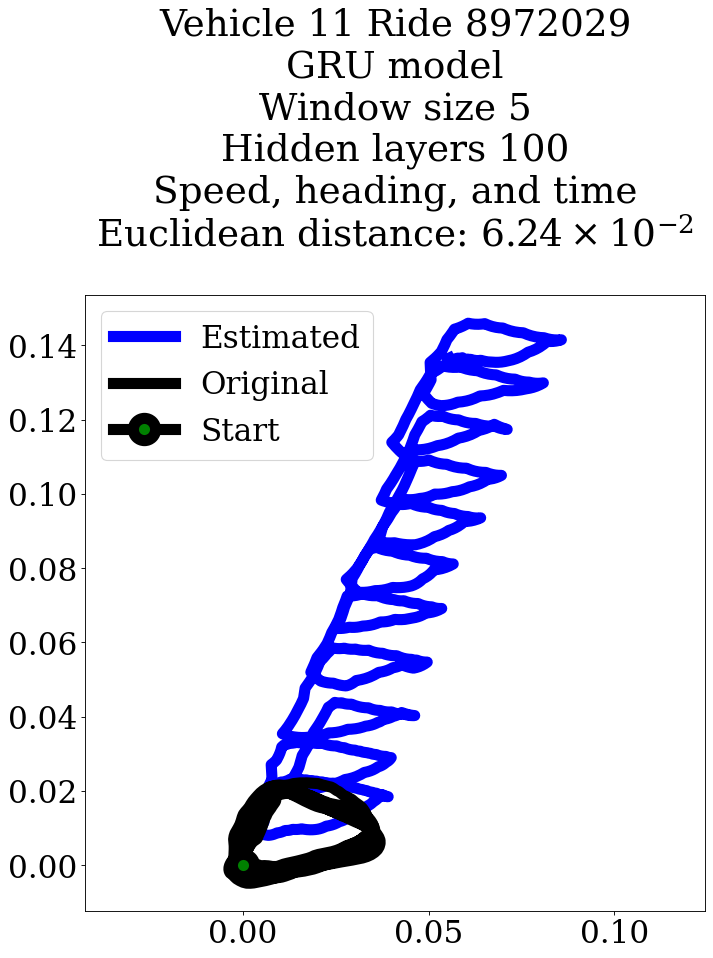 Vehicle 11 Ride 8972029
GRU model
Window size 5
Hidden layers 100
Speed, heading, and time
Euclidean distance: 6.24 × 10⁻²
Estimated
Original
Start
0.14
0.12
0.10
0.08
0.06
0.04
0.02
0.00
0.00 0.05 0.10